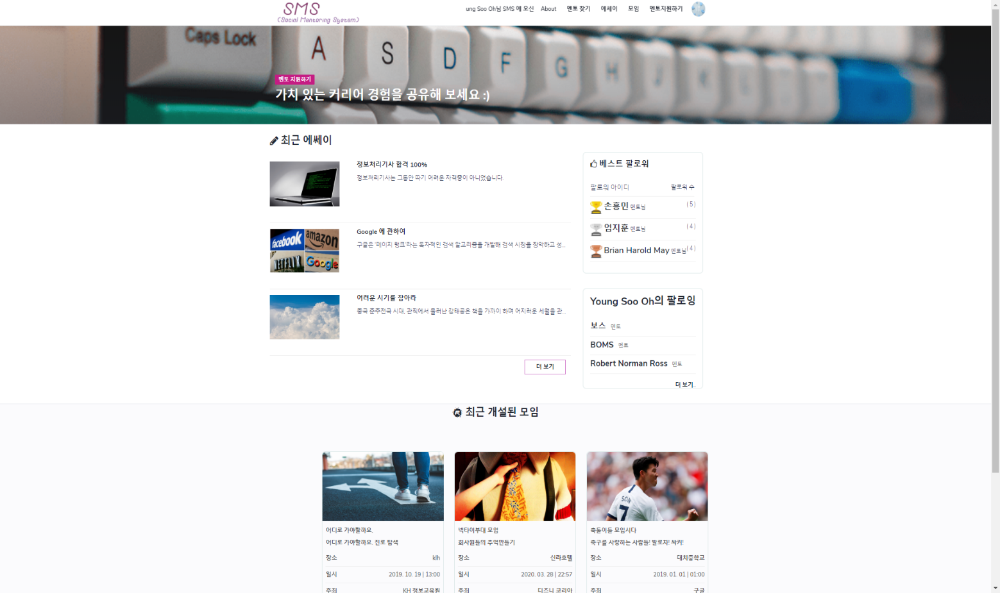 SMS
(Social Mentoring System)
ung Soo Oh님 SMS 에 오신
About
멘토 찾기
에세이
모임
멘토지원하기
Caps Lock
A
S
D
F
G
H
J
멘토 지원하기
가치 있는 커리어 경험을 공유해 보세요 :)
최근 에쎄이
정보처리기사 합격 100%
정보처리기사는 그동안 따기 어려운 자격증이 아니었습니다.
facebook
amazon
NETFLIX
Google
Google 에 관하여
구글은 '페이지 랭크'라는 독자적인 검색 알고리즘을 개발해 검색 시장을 장악하고 성...
어려운 시기를 참아라
중국 춘추전국 시대, 관직에서 물러난 강태공은 책을 가까이 하며 어지러운 세월을 관...
더 보기
베스트 팔로워
팔로워 아이디 팔로워 수
손흥민 멘토님 ( 5 )
엄지훈 멘토님 ( 4 )
Brian Harold May 멘토님 ( 4 )
Young Soo Oh의 팔로잉
보스 멘토
BOMS 멘토
Robert Norman Ross 멘토
더 보기..
최근 개설된 모임
어디로 가야할까요.
어디로 가야할까요. 진로 탐색
장소 klh
일시 2019. 10. 19 | 13:00
주최 KH 정보교육원
넥타이부대 모임
회사원들의 추억만들기
장소 신라호텔
일시 2020. 03. 28 | 22:57
주최 디즈니 코리아
SON
7
축돌이들 모입시다
축구를 사랑하는 사람들! 발로차! 싸커!
장소 대치중학교
일시 2019. 01. 01 | 01:00
주최 구글